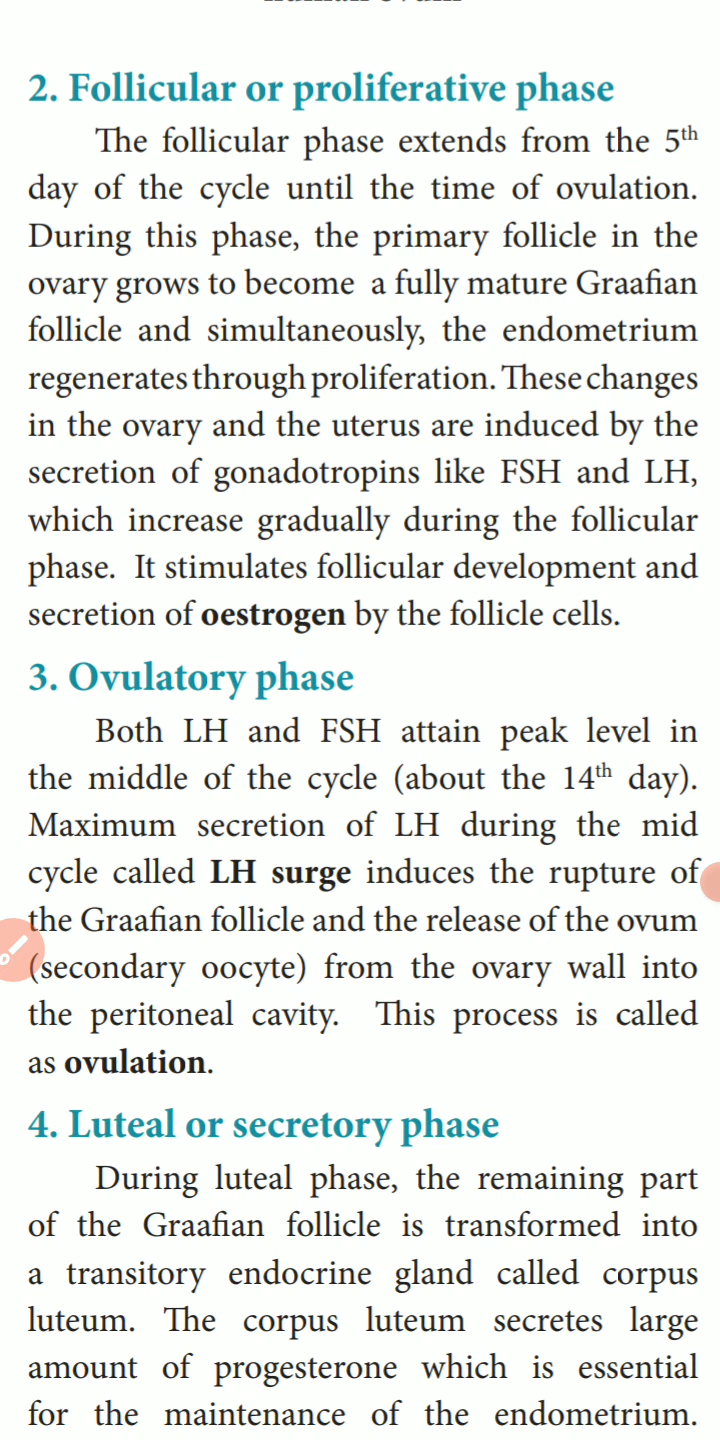 2. Follicular or proliferative phase
The follicular phase extends from the 5th
day of the cycle until the time of ovulation.
During this phase, the primary follicle in the
ovary grows to become a fully mature Graafian
follicle and simultaneously, the endometrium
regenerates through proliferation. These changes
in the ovary and the uterus are induced by the
secretion of gonadotropins like FSH and LH,
which increase gradually during the follicular
phase. It stimulates follicular development and
secretion of oestrogen by the follicle cells.
3. Ovulatory phase
Both LH and FSH attain peak level in
the middle of the cycle (about the 14th day).
Maximum secretion of LH during the mid
cycle called LH surge induces the rupture of
the Graafian follicle and the release of the ovum
(secondary oocyte) from the ovary wall into
the peritoneal cavity. This process is called
as ovulation.
4. Luteal or secretory phase
During luteal phase, the remaining part
of the Graafian follicle is transformed into
a transitory endocrine gland called corpus
luteum. The corpus luteum secretes large
amount of progesterone which is essential
for the maintenance of the endometrium.